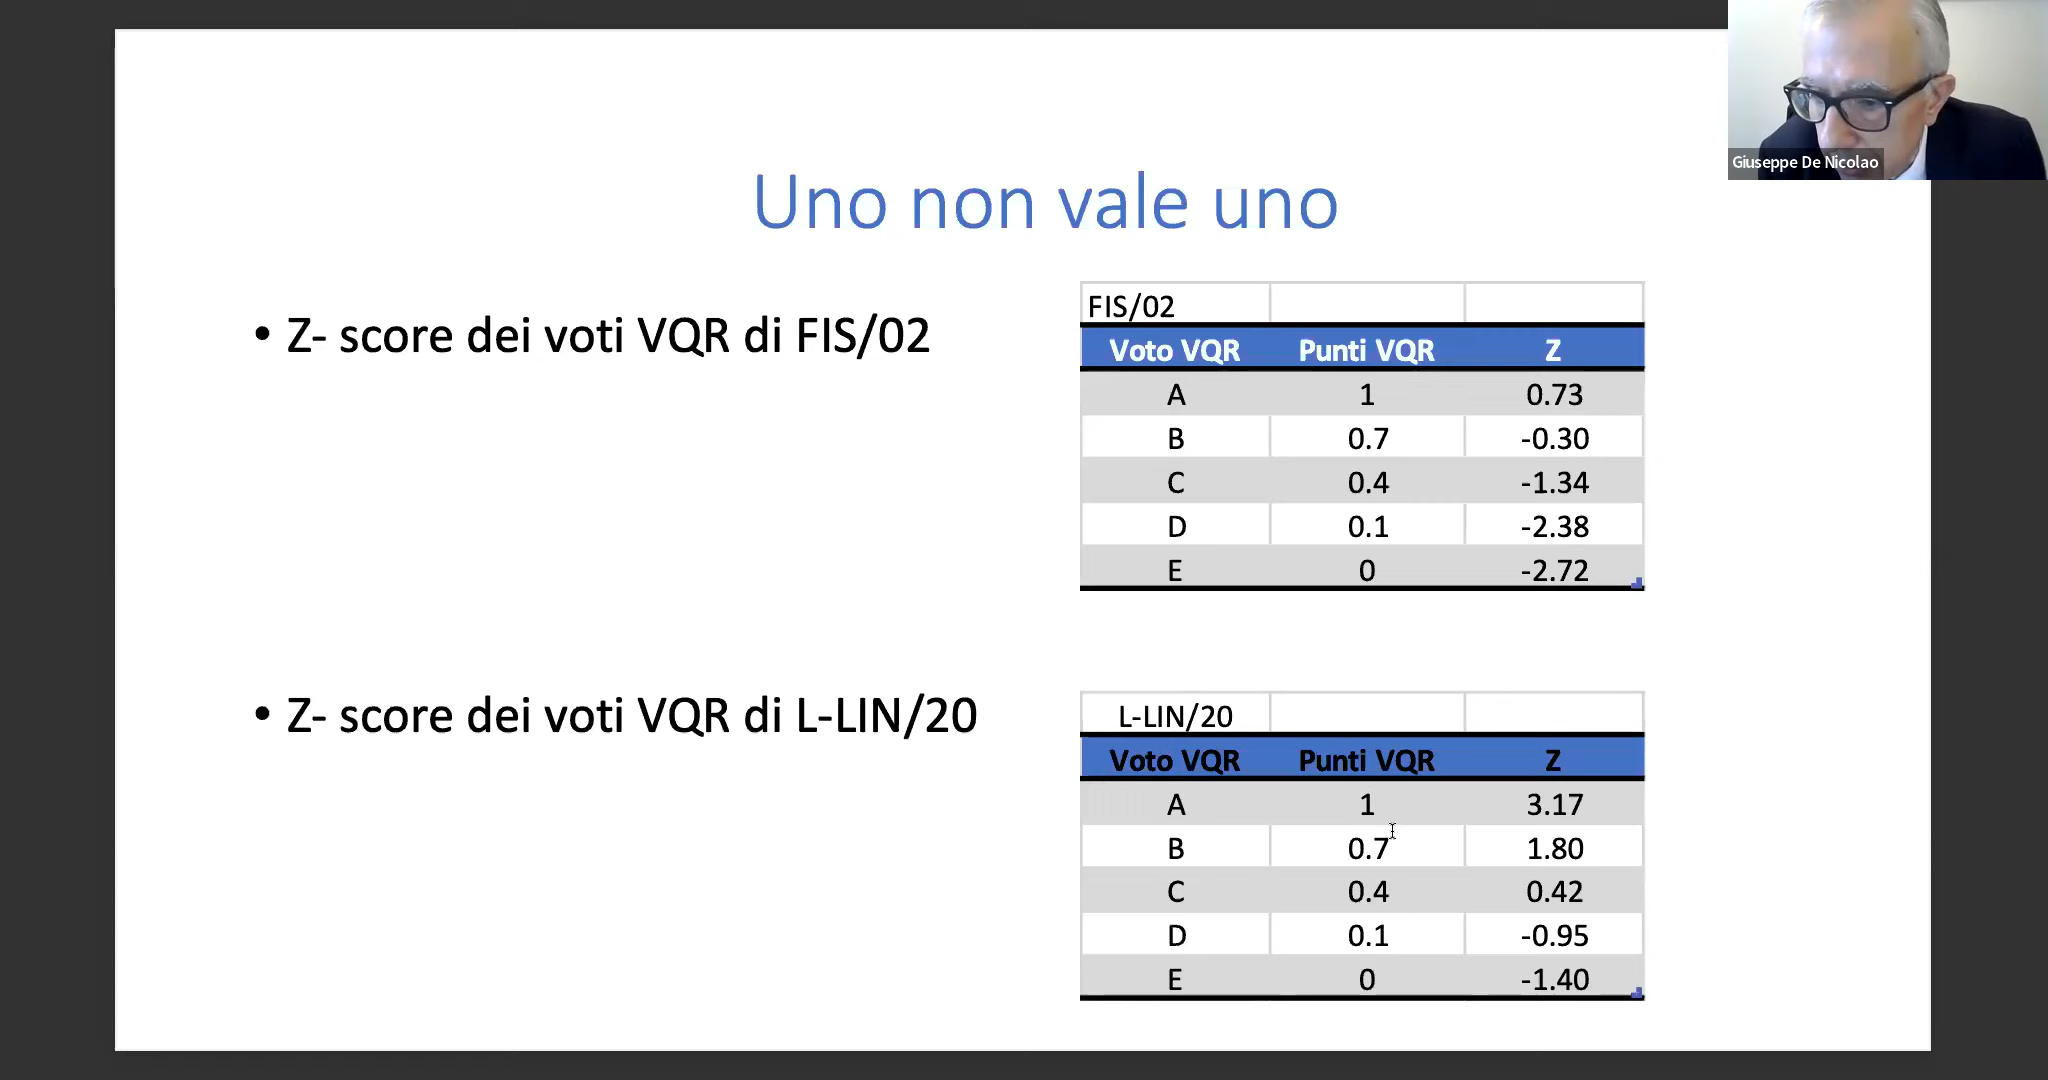 Giuseppe De Nicolao
Uno non vale uno
• Z- score dei voti VQR di FIS/02
FIS/02
Voto VQR Punti VQR Z
A 1 0.73
B 0.7 -0.30
C 0.4 -1.34
D 0.1 -2.38
E 0 -2.72
• Z- score dei voti VQR di L-LIN/20
L-LIN/20
Voto VQR Punti VQR Z
A 1 3.17
B 0.7 1.80
C 0.4 0.42
D 0.1 -0.95
E 0 -1.40